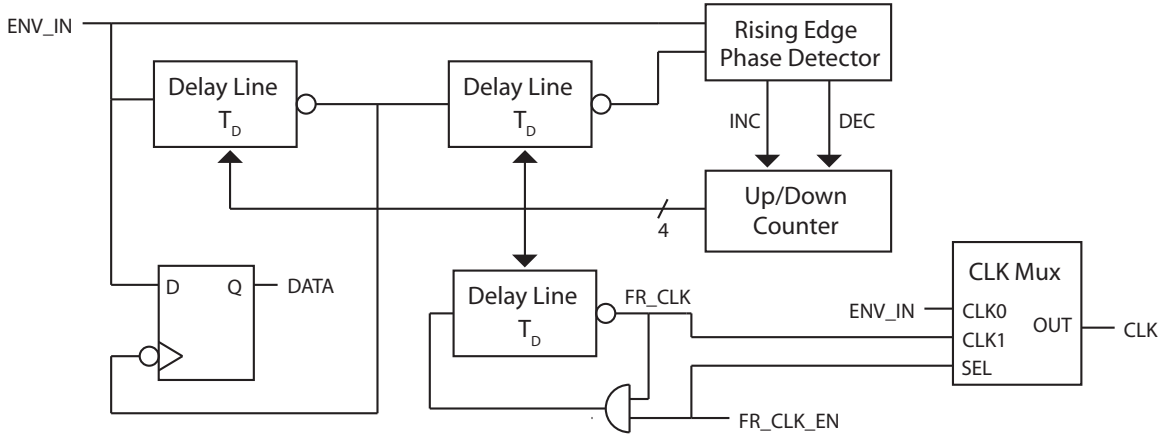 ENV_IN
Rising Edge
Phase Detector
Delay Line
T_D
Delay Line
T_D
INC
DEC
Up/Down
Counter
4
D
Q
DATA
Delay Line
T_D
FR_CLK
CLK Mux
ENV_IN
CLK0
CLK1
OUT
SEL
CLK
FR_CLK_EN